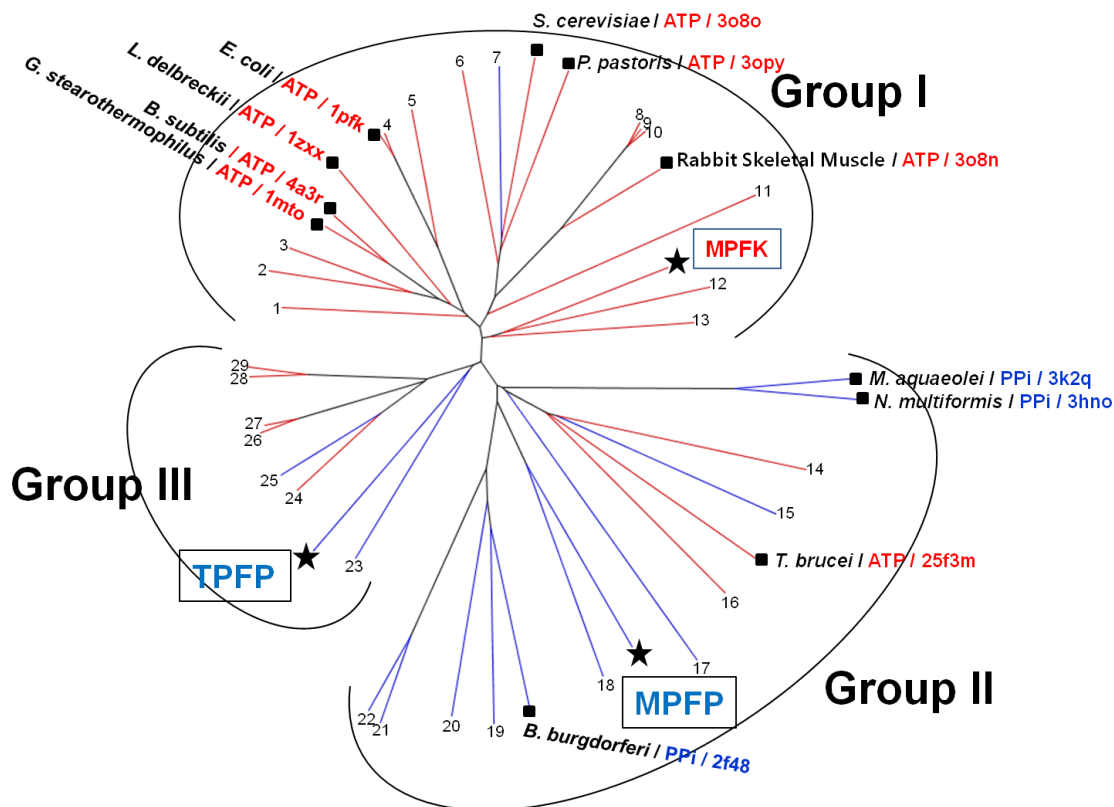 S. cerevisiae / ATP / 3o8o
P. pastoris / ATP / 3opy
Group I
E. coli / ATP / 1pfk
L. delbreckii / ATP / 1zxx
B. subtilis / ATP / 4a3r
G. stearothermophilus / ATP / 1mto
6
7
5
4
8
9
10
Rabbit Skeletal Muscle / ATP / 3o8n
11
MPFK
3
2
1
12
13
29
28
27
26
25
24
Group III
TPFP
23
M. aquaeolei / PPi / 3k2q
N. multiformis / PPi / 3hno
14
15
T. brucei / ATP / 25f3m
16
17
18
MPFP
Group II
22
21
20
19
B. burgdorferi / PPi / 2f48